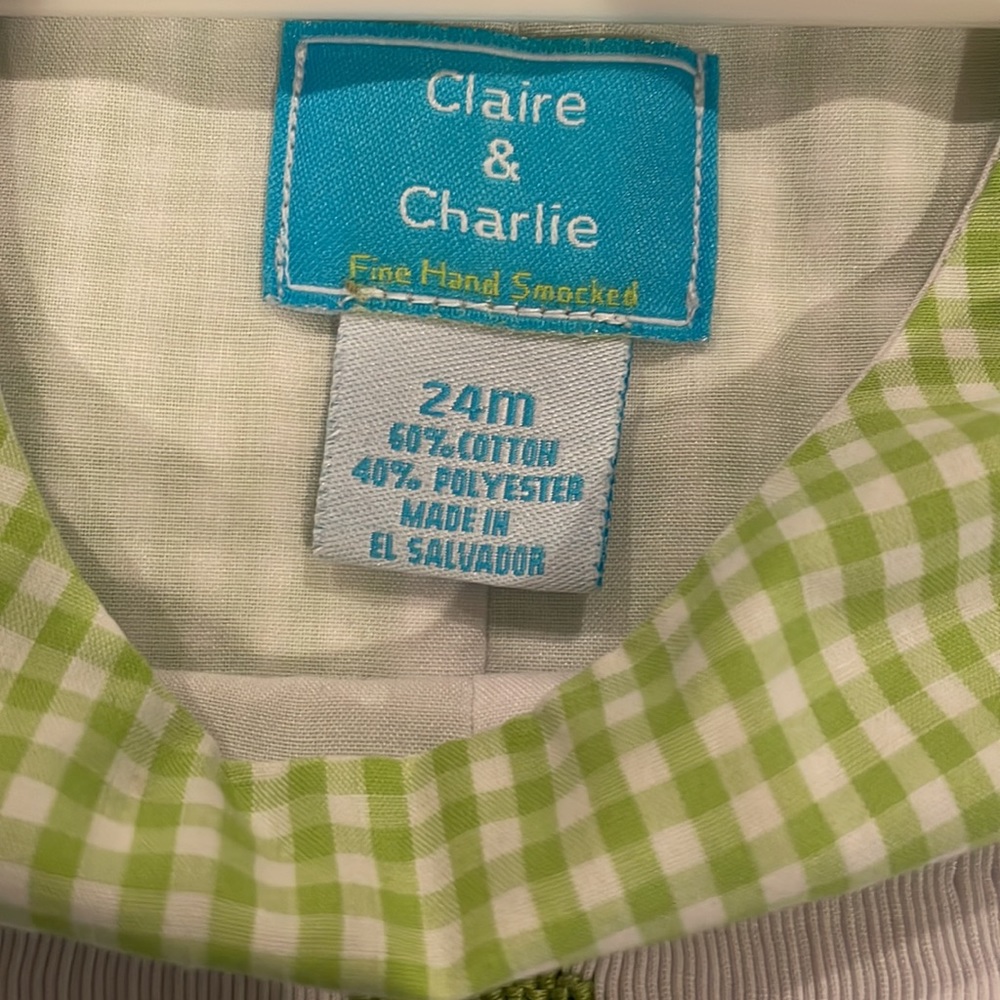 Claire
&
Charlie
Fine Hand Smocked
24m
60% COTTON
40% POLYESTER
MADE IN
EL SALVADOR